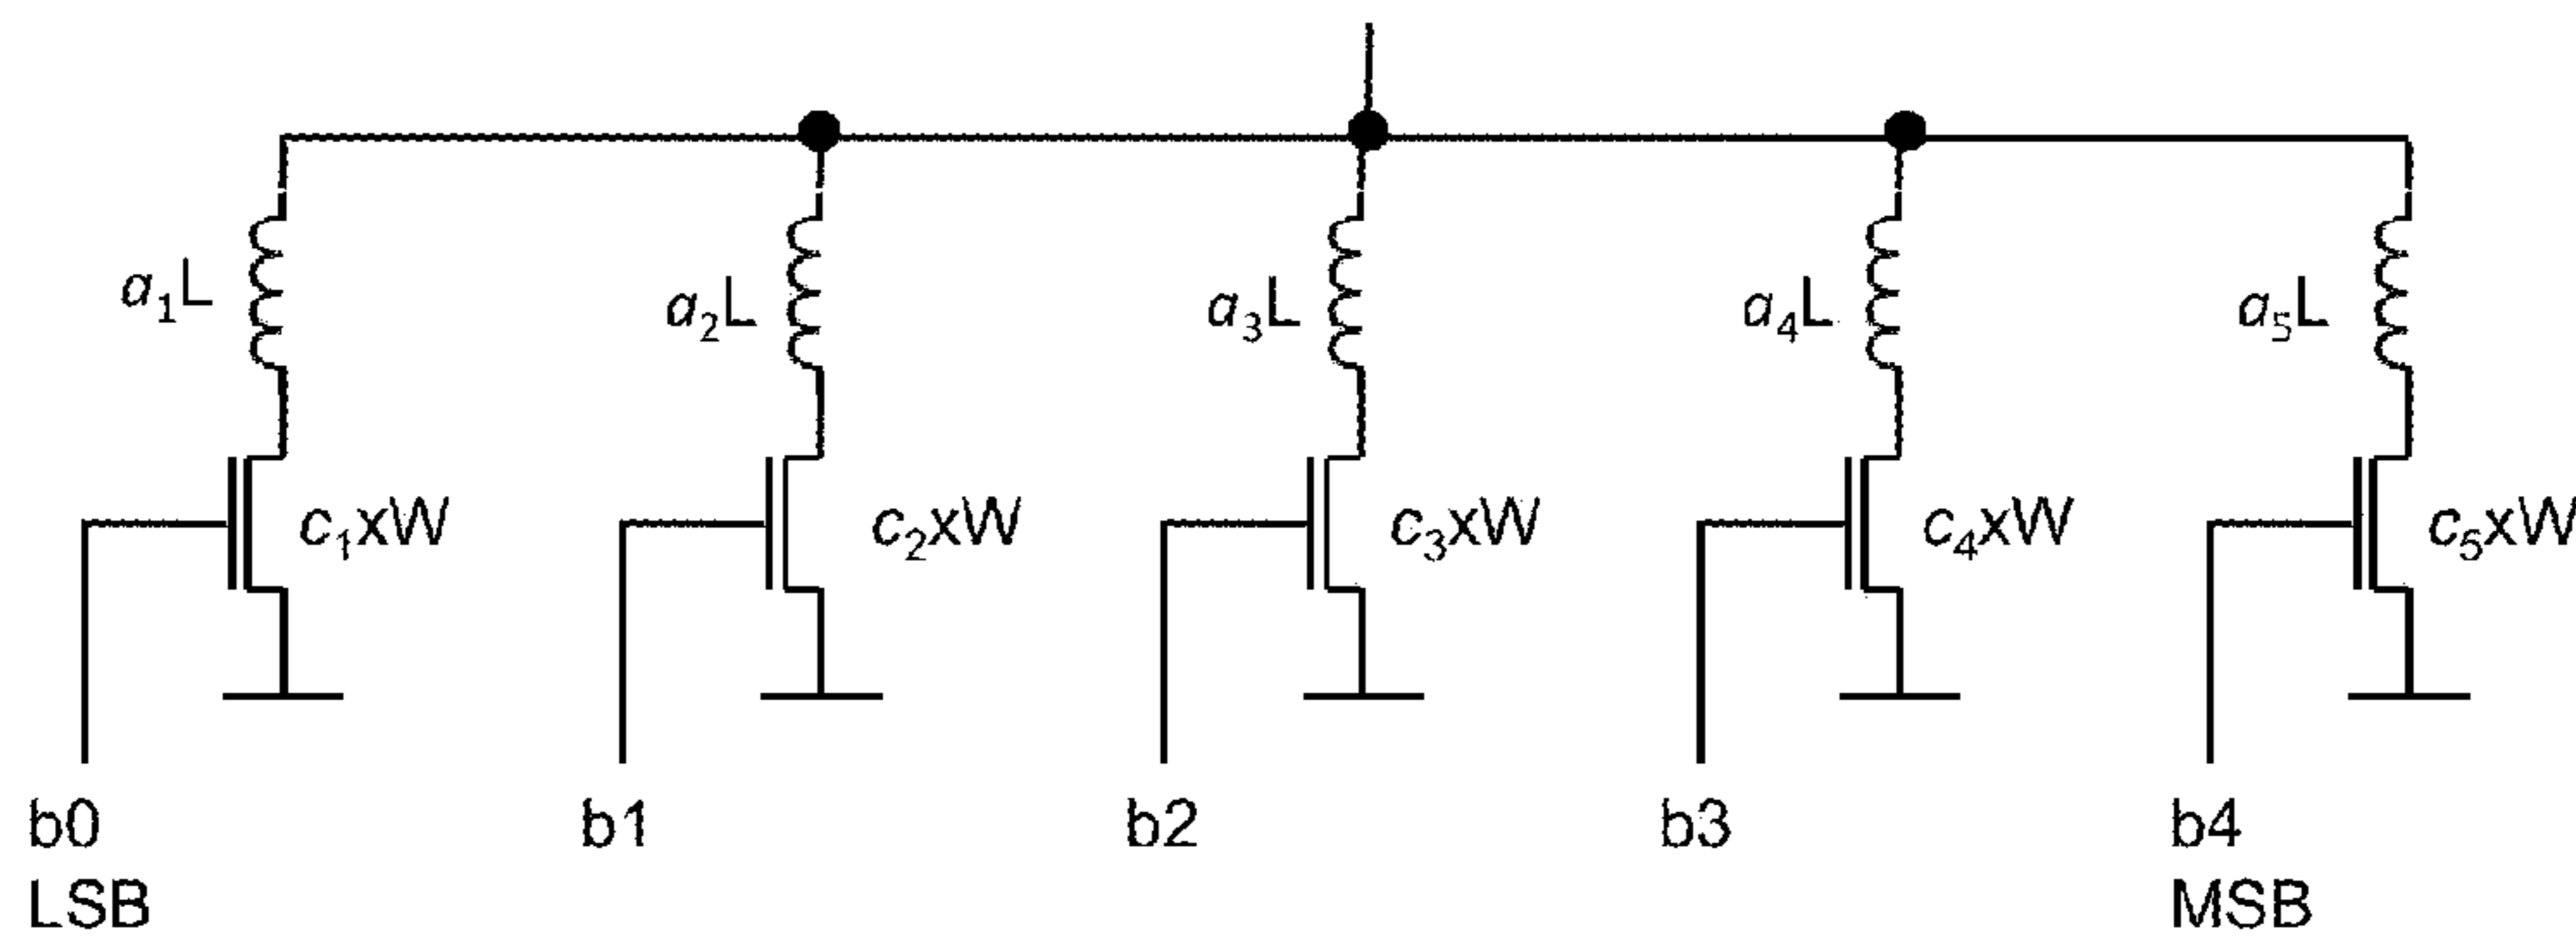 a₁L a₂L a₃L a₄L a₅L
c₁xW c₂xW c₃xW c₄xW c₅xW
b0 b1 b2 b3 b4
LSB MSB